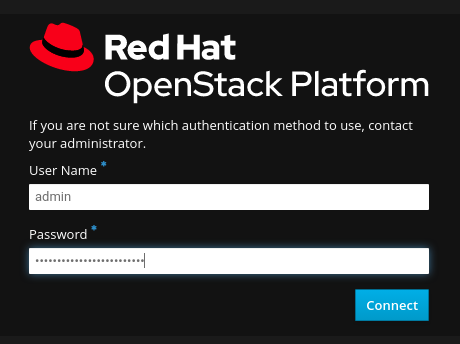 Red Hat
OpenStack Platform
If you are not sure which authentication method to use, contact
your administrator.
User Name *
admin
Password *
•••••••••••••••••••••••••
Connect